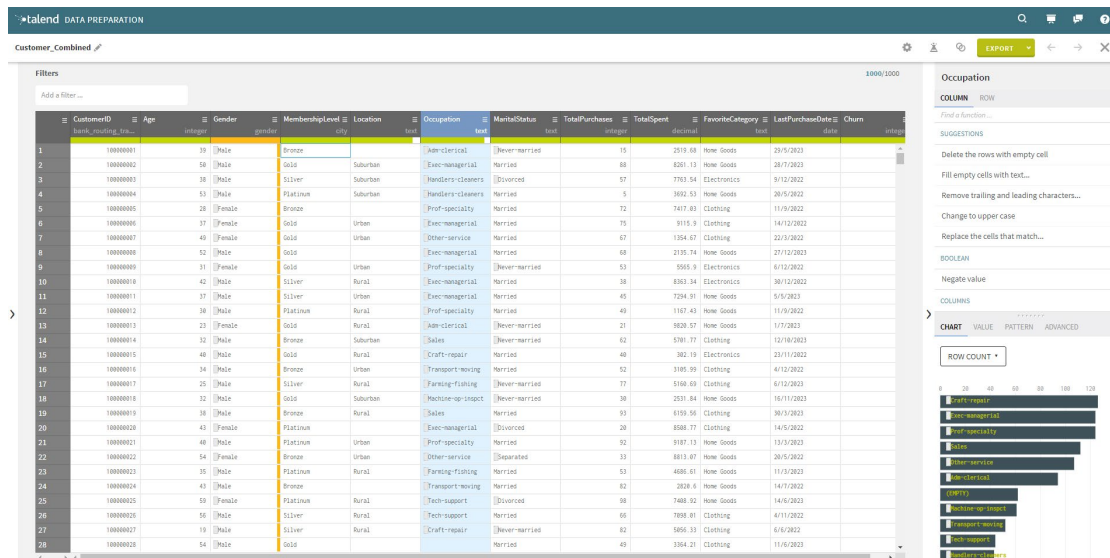 talend DATA PREPARATION
Customer_Combined
EXPORT
Filters
1000/1000
Add a filter ...
CustomerID Age Gender MembershipLevel Location Occupation MaritalStatus TotalPurchases TotalSpent FavoriteCategory LastPurchaseDate Churn
bank_routing_tra... integer gender city text text text integer decimal text date intege
1 100000001 39 Male Bronze Adm-clerical Never-married 15 2519.68 Home Goods 29/5/2023
2 100000002 50 Male Gold Suburban Exec-managerial Married 88 8261.13 Home Goods 28/7/2023
3 100000003 38 Male Silver Suburban Handlers-cleaners Divorced 57 7763.54 Electronics 9/12/2022
4 100000004 53 Male Platinum Suburban Handlers-cleaners Married 5 3692.53 Home Goods 20/5/2022
5 100000005 28 Female Bronze Prof-specialty Married 72 7417.03 Clothing 11/9/2022
6 100000006 37 Female Gold Urban Exec-managerial Married 75 9115.9 Clothing 14/12/2022
7 100000007 49 Female Gold Urban Other-service Married 67 1354.67 Clothing 22/3/2022
8 100000008 52 Male Gold Exec-managerial Married 68 2135.74 Home Goods 27/12/2023
9 100000009 31 Female Gold Urban Prof-specialty Never-married 53 5565.9 Electronics 6/12/2022
10 100000010 42 Male Silver Rural Exec-managerial Married 38 8363.34 Electronics 30/12/2022
11 100000011 37 Male Silver Urban Exec-managerial Married 45 7294.91 Home Goods 5/5/2023
12 100000012 30 Male Platinum Rural Prof-specialty Married 49 1167.43 Home Goods 11/9/2022
13 100000013 23 Female Gold Rural Adm-clerical Never-married 21 9820.57 Home Goods 1/7/2023
14 100000014 32 Male Bronze Suburban Sales Never-married 62 5701.77 Clothing 12/10/2023
15 100000015 40 Male Gold Rural Craft-repair Married 40 302.19 Electronics 23/11/2022
16 100000016 34 Male Bronze Urban Transport-moving Married 52 3105.99 Clothing 4/12/2022
17 100000017 25 Male Silver Rural Farming-fishing Never-married 77 5160.69 Clothing 6/12/2023
18 100000018 32 Male Gold Suburban Machine-op-inspct Never-married 30 2531.84 Home Goods 16/11/2023
19 100000019 38 Male Bronze Rural Sales Married 93 6159.56 Clothing 30/3/2023
20 100000020 43 Female Platinum Exec-managerial Divorced 20 8508.77 Clothing 14/5/2022
21 100000021 40 Male Platinum Urban Prof-specialty Married 92 9187.13 Home Goods 13/3/2023
22 100000022 54 Female Bronze Urban Other-service Separated 33 8813.07 Home Goods 20/5/2022
23 100000023 35 Male Platinum Rural Farming-fishing Married 53 4686.61 Home Goods 11/3/2023
24 100000024 43 Male Bronze Transport-moving Married 82 2820.6 Home Goods 14/7/2022
25 100000025 59 Female Platinum Rural Tech-support Divorced 98 7408.92 Home Goods 14/6/2023
26 100000026 56 Male Silver Urban Tech-support Married 66 7098.01 Clothing 4/11/2022
27 100000027 19 Male Silver Rural Craft-repair Never-married 82 5056.33 Clothing 6/6/2022
28 100000028 54 Male Gold Married 49 3364.21 Clothing 11/6/2023
Occupation
COLUMN ROW
Find a function ...
SUGGESTIONS
Delete the rows with empty cell
Fill empty cells with text...
Remove trailing and leading characters...
Change to upper case
Replace the cells that match...
BOOLEAN
Negate value
COLUMNS
CHART VALUE PATTERN ADVANCED
ROW COUNT
0 20 40 60 80 100 120
Craft-repair
Exec-managerial
Prof-specialty
Sales
Other-service
Adm-clerical
(EMPTY)
Machine-op-inspct
Transport-moving
Tech-support
Handlers-cleaners